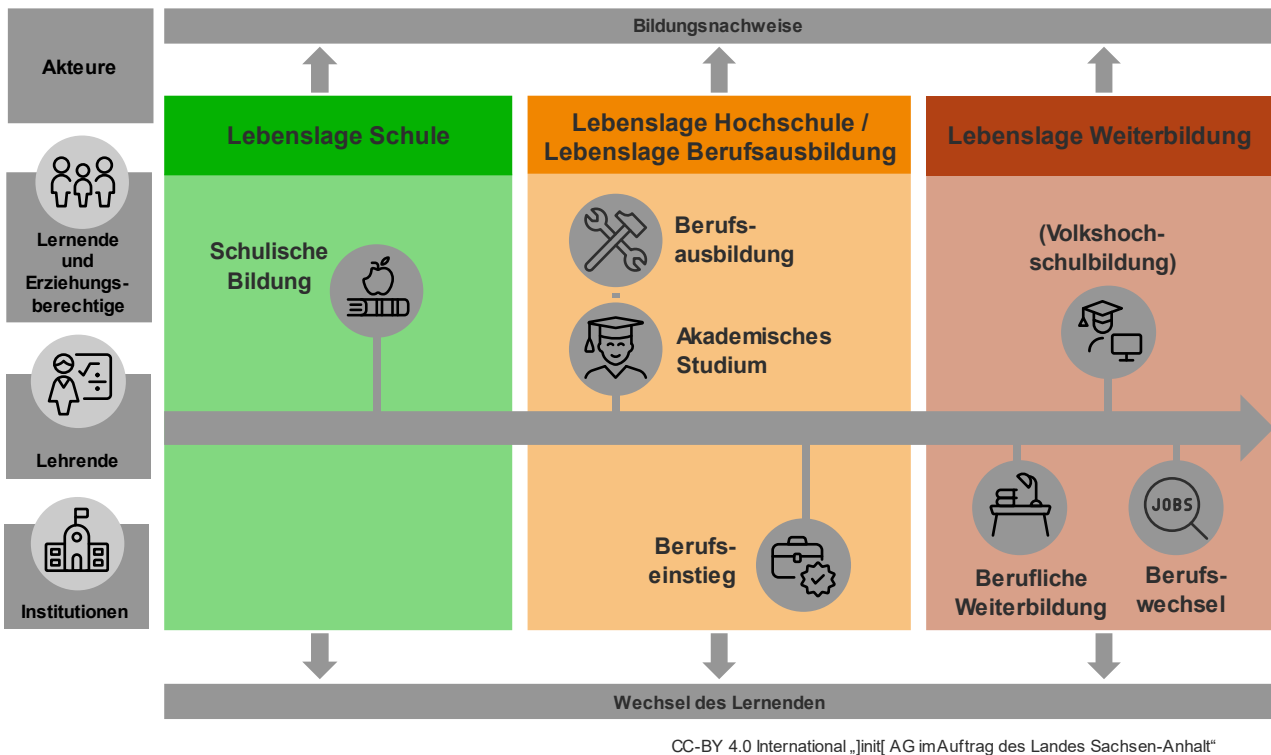 Bildungsnachweise
Akteure
Lebenslage Schule
Lebenslage Hochschule /
Lebenslage Berufsausbildung
Lebenslage Weiterbildung
Lernende
und
Erziehungs-
berechtige
Lehrende
Institutionen
Schulische
Bildung
Berufs-
ausbildung
Akademisches
Studium
Berufs-
einstieg
(Volkshoch-
schulbildung)
Berufliche
Weiterbildung
JOBS
Berufs-
wechsel
Wechsel des Lernenden
CC-BY 4.0 International „]init[ AG im Auftrag des Landes Sachsen-Anhalt“